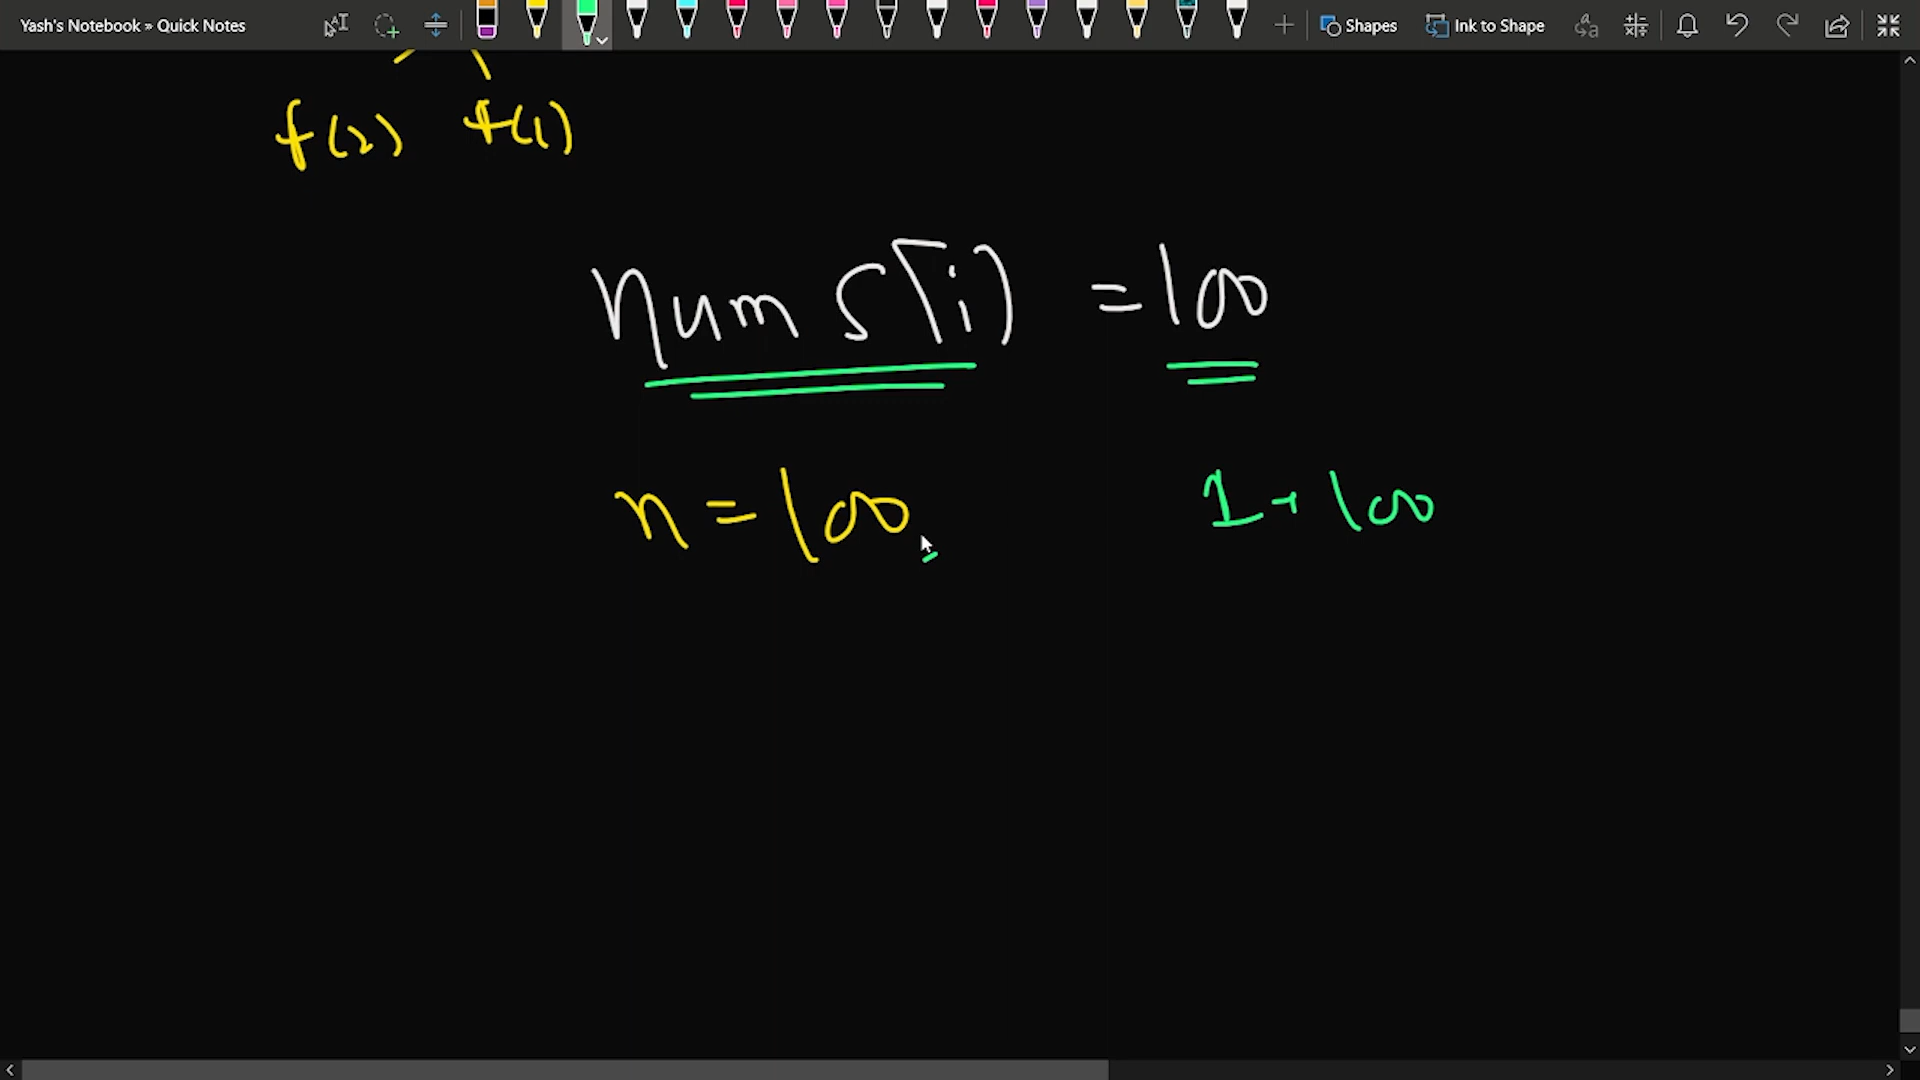 Yash's Notebook » Quick Notes
Shapes
Ink to Shape
f(2) f(1)
nums[i) = 100
n = 100
1 + 100